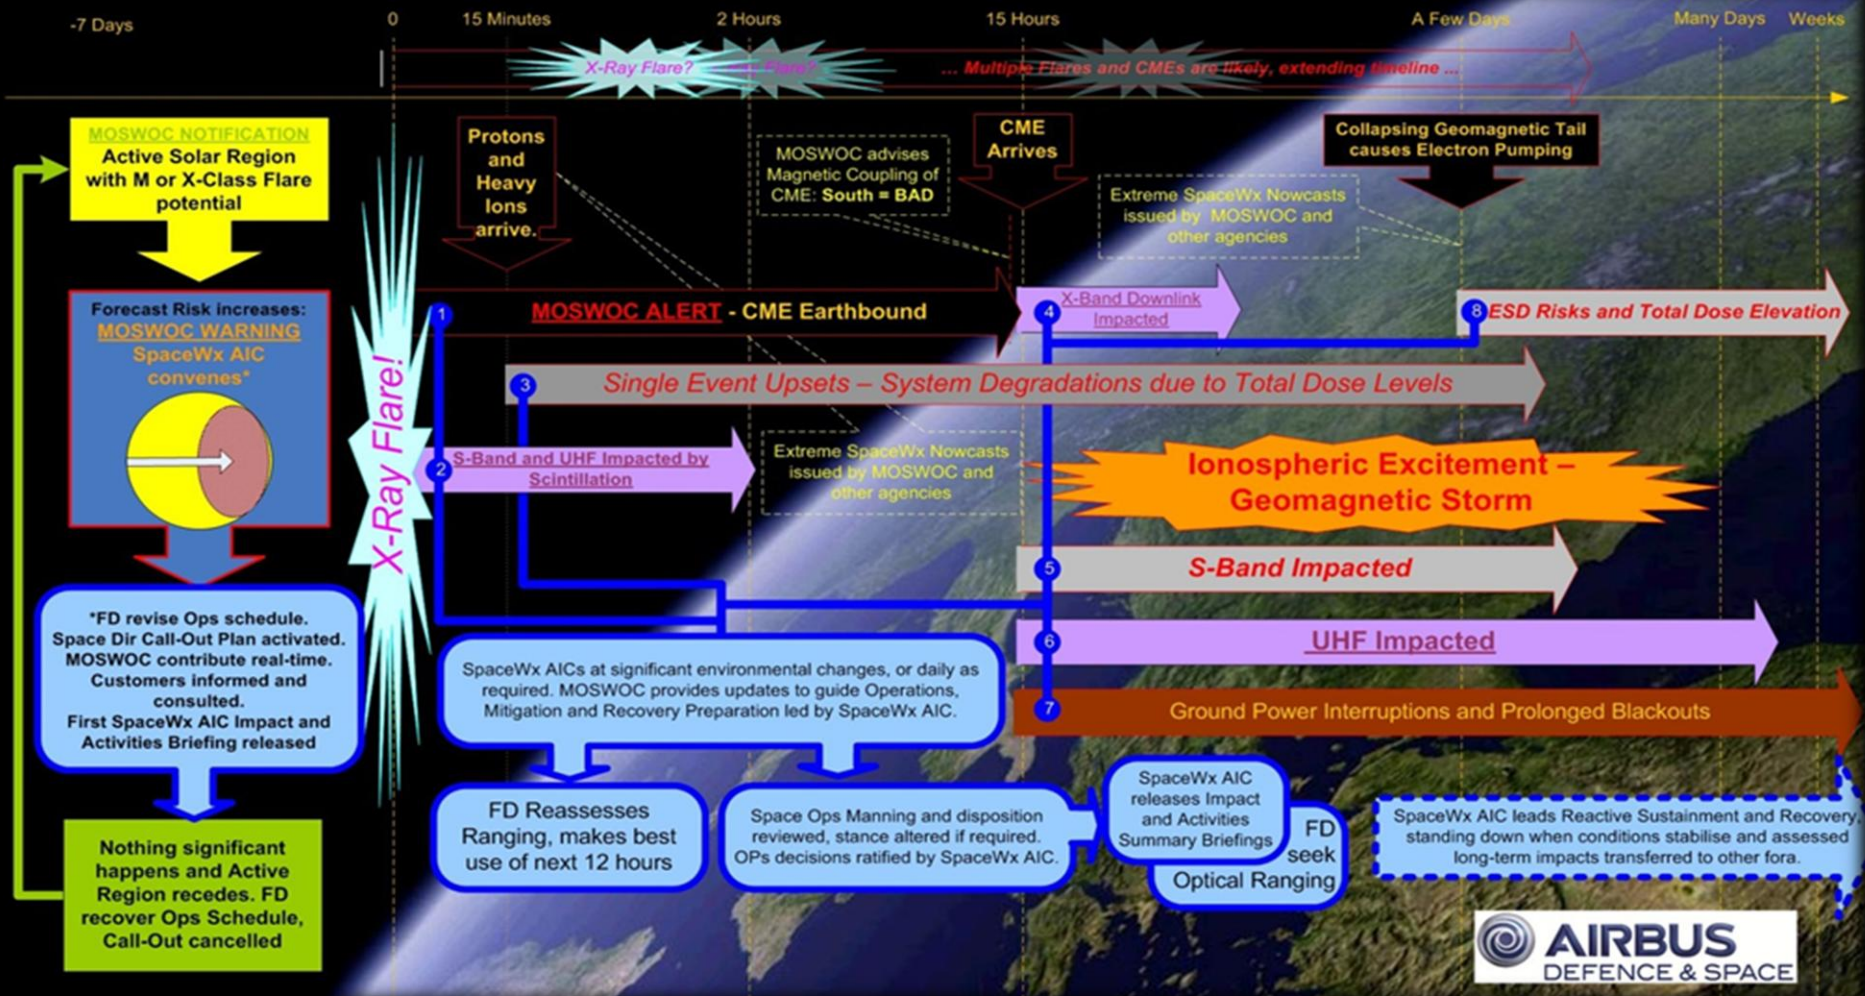 -7 Days
0
15 Minutes
2 Hours
15 Hours
A Few Days
Many Days
Weeks
X-Ray Flare?
Flare?
... Multiple Flares and CMEs are likely, extending timeline ...
MOSWOC NOTIFICATION
Active Solar Region
with M or X-Class Flare
potential
Forecast Risk increases:
MOSWOC WARNING
SpaceWx AIC
convenes*
*FD revise Ops schedule.
Space Dir Call-Out Plan activated.
MOSWOC contribute real-time.
Customers informed and
consulted.
First SpaceWx AIC Impact and
Activities Briefing released
Nothing significant
happens and Active
Region recedes. FD
recover Ops Schedule,
Call-Out cancelled
X-Ray Flare!
Protons
and
Heavy
Ions
arrive.
MOSWOC advises
Magnetic Coupling of
CME: South = BAD
CME
Arrives
Extreme SpaceWx Nowcasts
issued by MOSWOC and
other agencies
Collapsing Geomagnetic Tail
causes Electron Pumping
1
MOSWOC ALERT - CME Earthbound
4
X-Band Downlink
Impacted
8
ESD Risks and Total Dose Elevation
3
Single Event Upsets – System Degradations due to Total Dose Levels
2
S-Band and UHF Impacted by
Scintillation
Extreme SpaceWx Nowcasts
issued by MOSWOC and
other agencies
Ionospheric Excitement –
Geomagnetic Storm
5
S-Band Impacted
6
UHF Impacted
7
Ground Power Interruptions and Prolonged Blackouts
SpaceWx AICs at significant environmental changes, or daily as
required. MOSWOC provides updates to guide Operations,
Mitigation and Recovery Preparation led by SpaceWx AIC.
FD Reassesses
Ranging, makes best
use of next 12 hours
Space Ops Manning and disposition
reviewed, stance altered if required.
OPs decisions ratified by SpaceWx AIC.
SpaceWx AIC
releases Impact
and Activities
Summary Briefings
FD
seek
Optical Ranging
SpaceWx AIC leads Reactive Sustainment and Recovery,
standing down when conditions stabilise and assessed
long-term impacts transferred to other fora.
AIRBUS
DEFENCE & SPACE